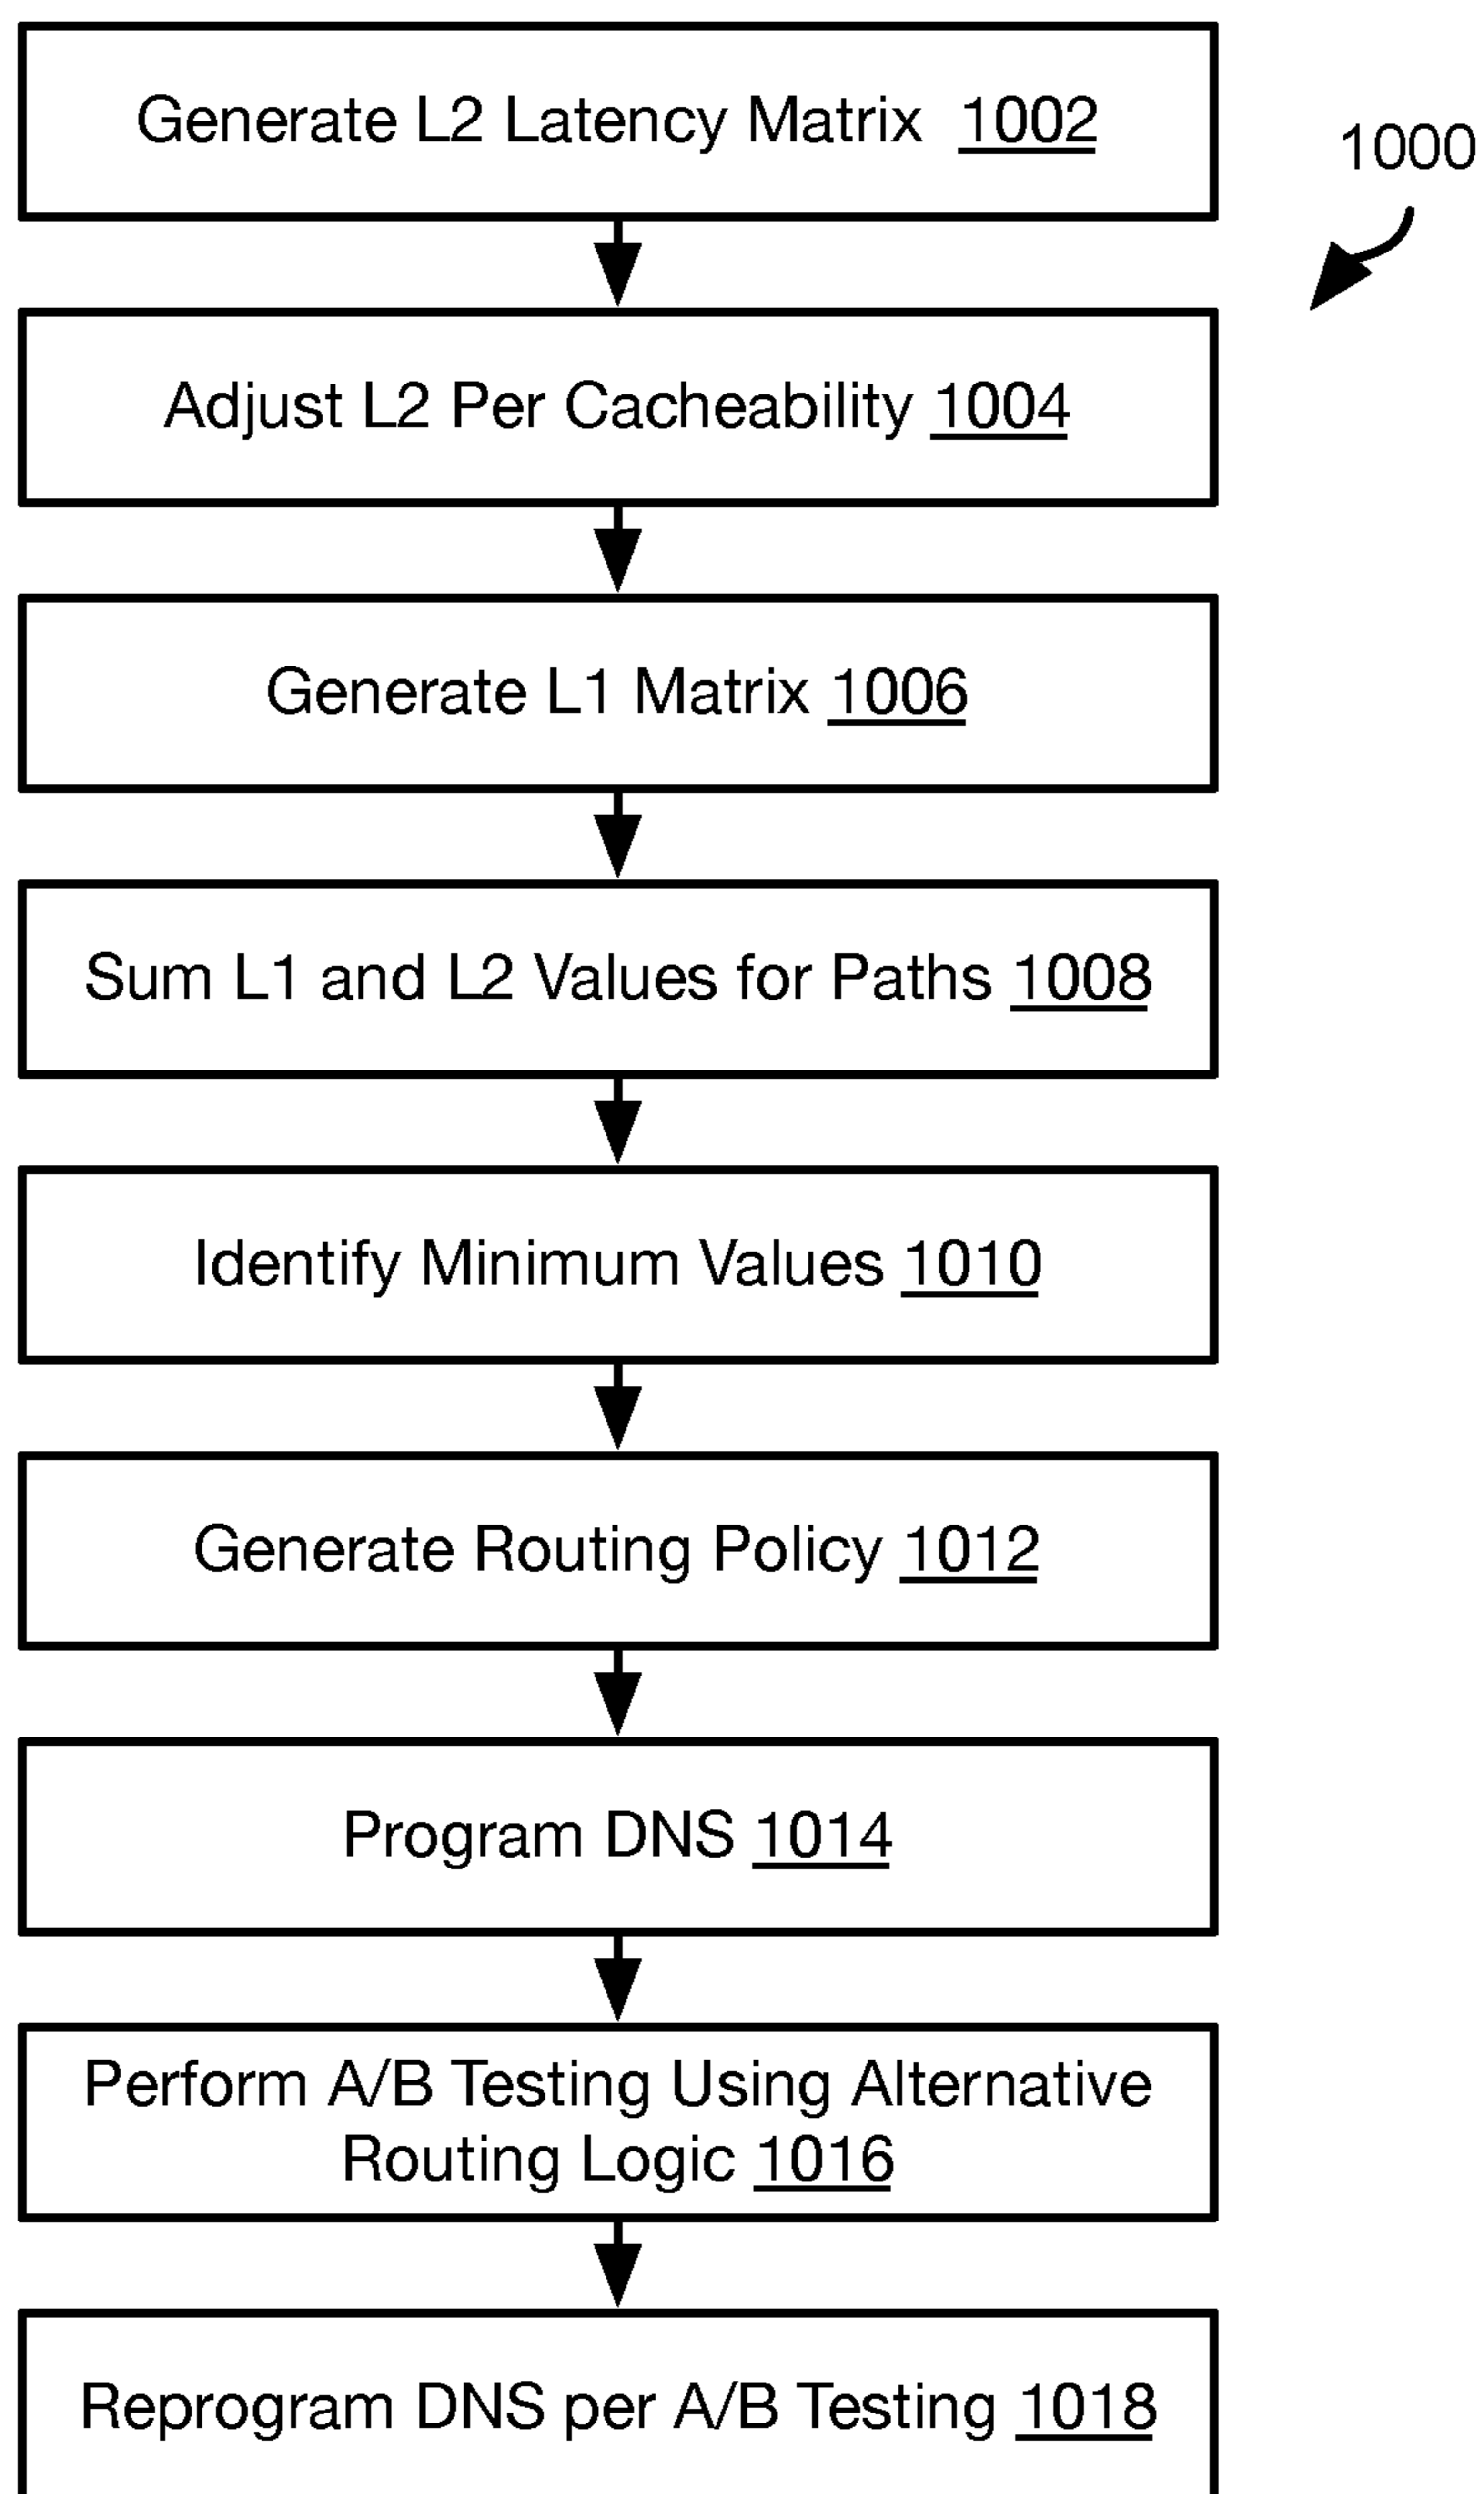 Generate L2 Latency Matrix 1002
1000
Adjust L2 Per Cacheability 1004
Generate L1 Matrix 1006
Sum L1 and L2 Values for Paths 1008
Identify Minimum Values 1010
Generate Routing Policy 1012
Program DNS 1014
Perform A/B Testing Using Alternative
Routing Logic 1016
Reprogram DNS per A/B Testing 1018